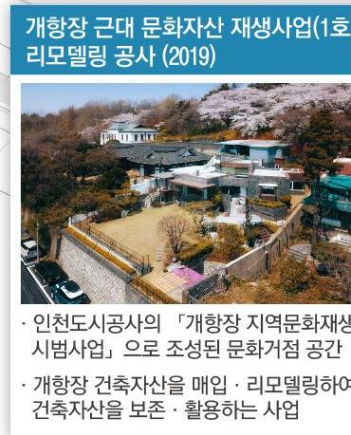 개항장 근대 문화자산 재생사업(1호
리모델링 공사 (2019)
· 인천도시공사의 「개항장 지역문화재생
시범사업」으로 조성된 문화거점 공간
· 개항장 건축자산을 매입 · 리모델링하여
건축자산을 보존 · 활용하는 사업